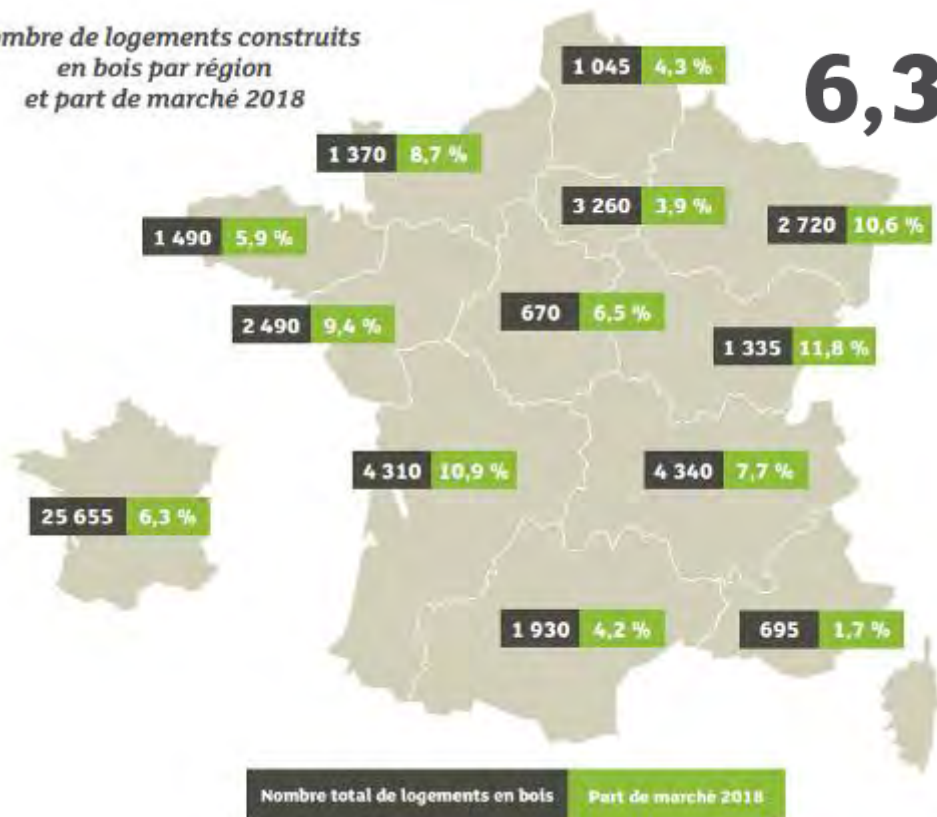 ombre de logements construits
en bois par région
et part de marché 2018
6,3
1 045 4,3 %
1 370 8,7 %
3 260 3,9 %
2 720 10,6 %
1 490 5,9 %
2 490 9,4 %
670 6,5 %
1 335 11,8 %
4 310 10,9 %
4 340 7,7 %
25 655 6,3 %
1 930 4,2 %
695 1,7 %
Nombre total de logements en bois Part de marché 2018